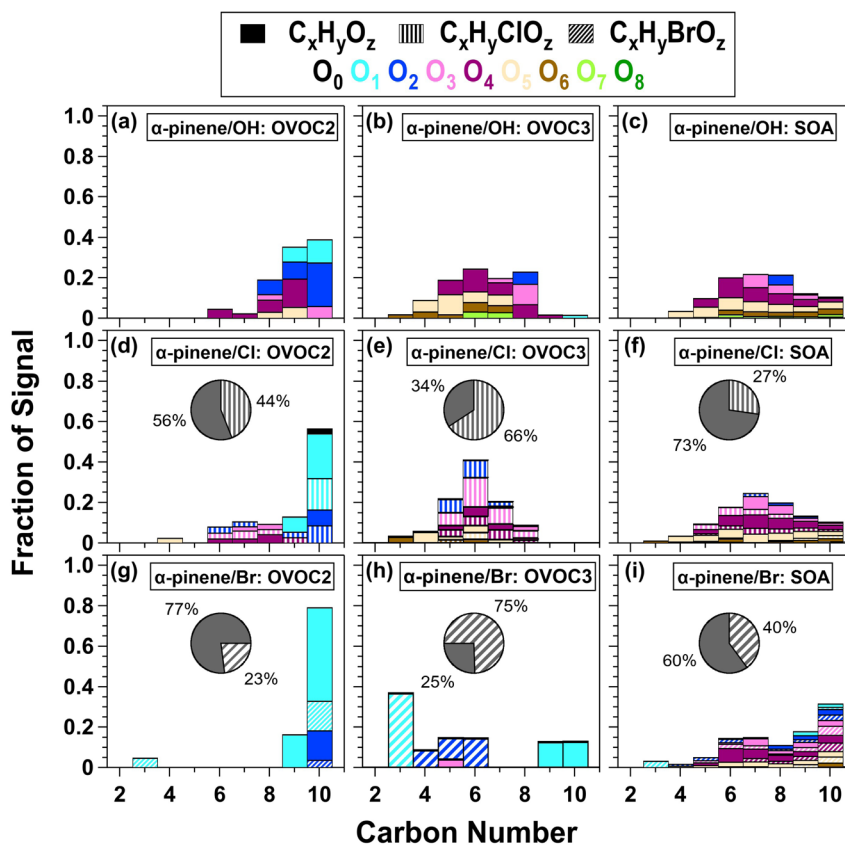 CₓHᵧO_z CₓHᵧClO_z CₓHᵧBrO_z
O₀ O₁ O₂ O₃ O₄ O₅ O₆ O₇ O₈
(a) α-pinene/OH: OVOC2
(b) α-pinene/OH: OVOC3
(c) α-pinene/OH: SOA
1.0
0.8
0.6
0.4
0.2
0
(d) α-pinene/Cl: OVOC2
56% 44%
(e) α-pinene/Cl: OVOC3
34% 66%
(f) α-pinene/Cl: SOA
27%
73%
1.0
0.8
0.6
0.4
0.2
0
(g) α-pinene/Br: OVOC2
77%
23%
(h) α-pinene/Br: OVOC3
75%
25%
(i) α-pinene/Br: SOA
40%
60%
1.0
0.8
0.6
0.4
0.2
0
Fraction of Signal
2 4 6 8 10 2 4 6 8 10 2 4 6 8 10
Carbon Number